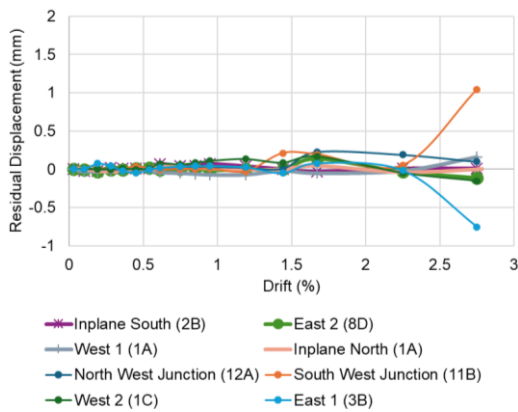 2
1.5
1
0.5
0
-0.5
-1
Residual Displacement (mm)
0 0.5 1 1.5 2 2.5 3
Drift (%)
Inplane South (2B) East 2 (8D)
West 1 (1A) Inplane North (1A)
North West Junction (12A) South West Junction (11B)
West 2 (1C) East 1 (3B)